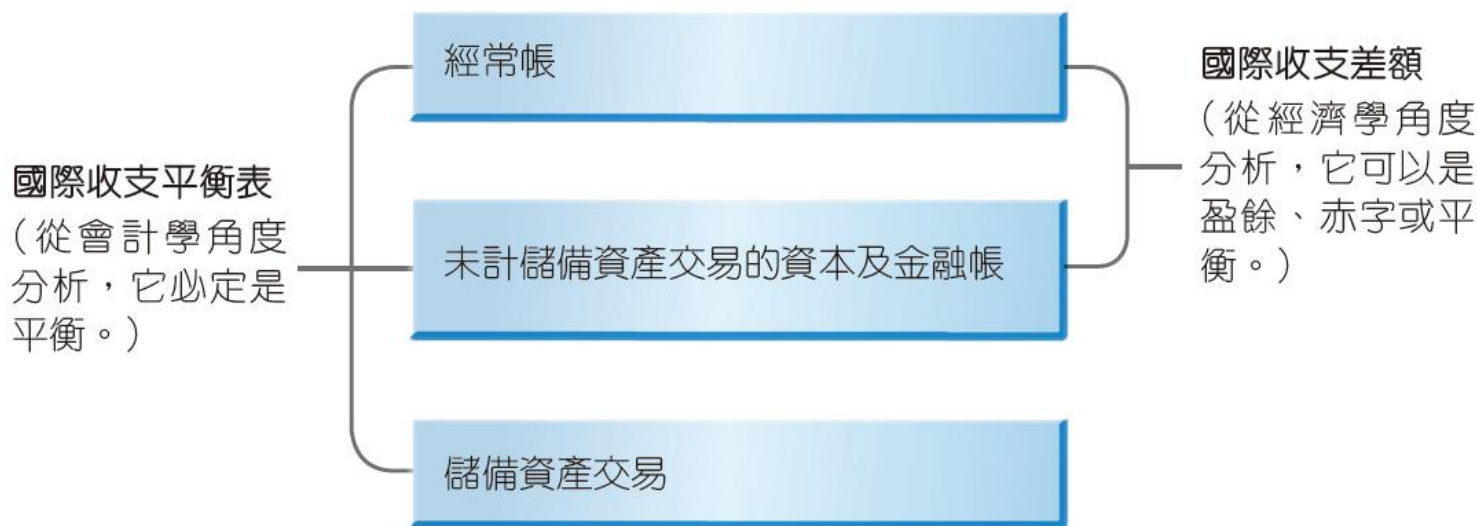 國際收支平衡表
(從會計學角度
分析，它必定是
平衡。)
經常帳
未計儲備資產交易的資本及金融帳
儲備資產交易
國際收支差額
(從經濟學角度
分析，它可以是
盈餘、赤字或平
衡。)